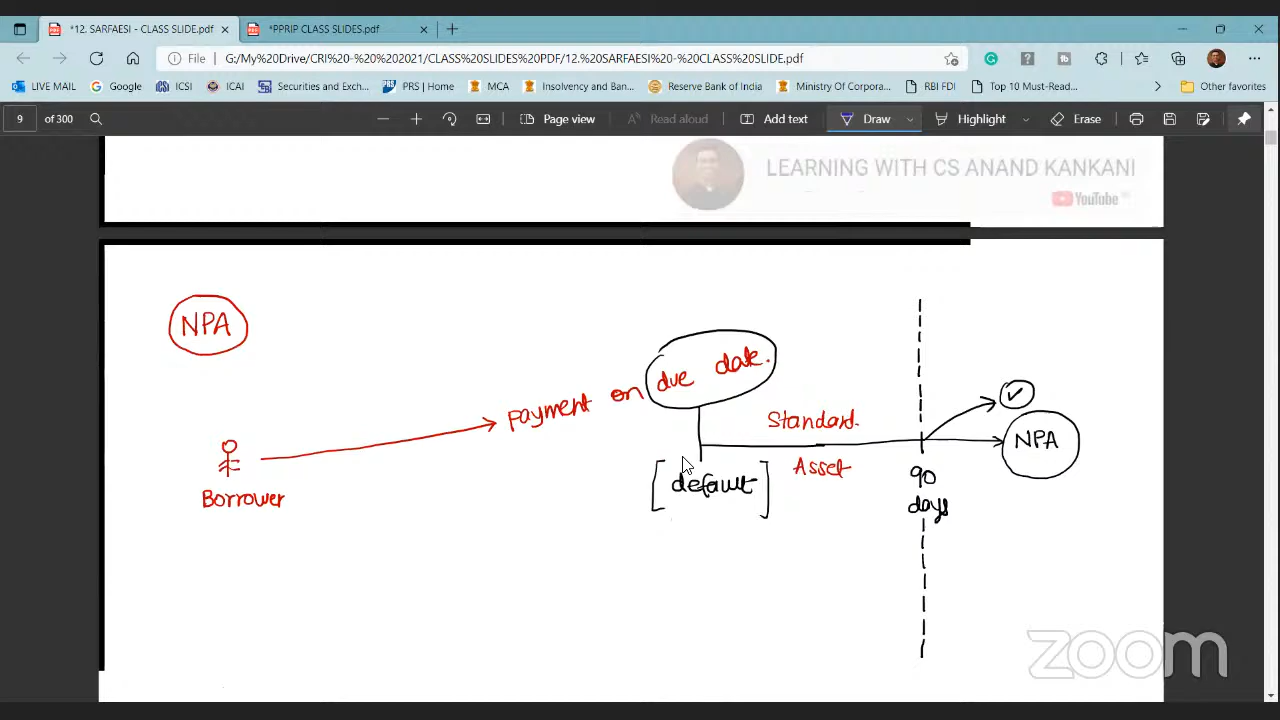 *12. SARFAESI - CLASS SLIDE.pdf
*PPRIP CLASS SLIDES.pdf
File G:/My%20Drive/CRI%20-%20%202021/CLASS%20SLIDES%20PDF/12.%20SARFAESI%20-%20CLASS%20SLIDE.pdf
LIVE MAIL Google ICSI ICAI Securities and Exch... PRS | Home MCA Insolvency and Ban... Reserve Bank of India Ministry Of Corpora... RBI FDI Top 10 Must-Read... Other favorites
9 of 300 Page view Read aloud Add text Draw Highlight Erase
LEARNING WITH CS ANAND KANKANI
YouTube
NPA
Borrower
payment on due date.
[default]
Standard
Asset
90
days
NPA
zoom